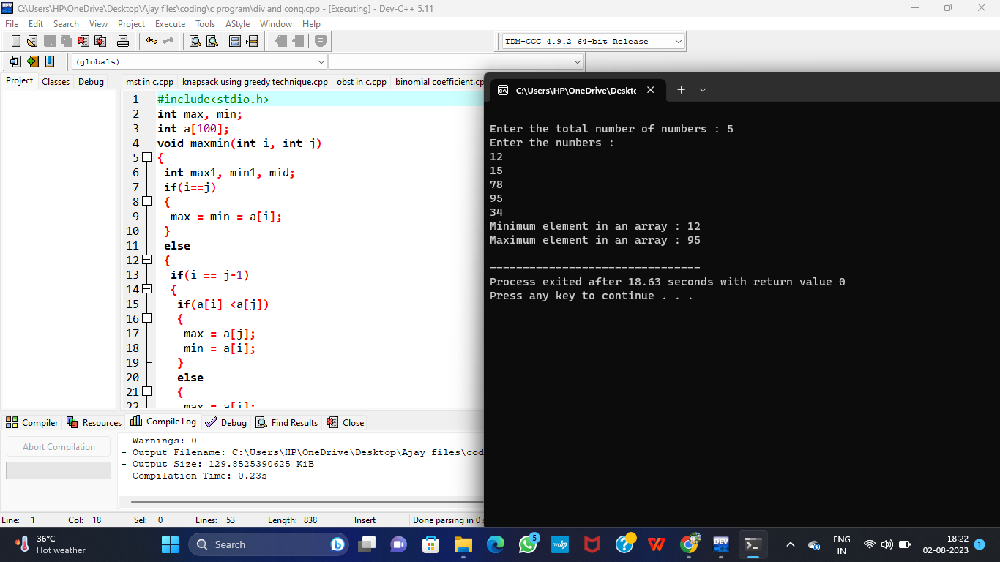 C:\Users\HP\OneDrive\Desktop\Ajay files\coding\c program\div and conq.cpp - [Executing] - Dev-C++ 5.11
File Edit Search View Project Execute Tools AStyle Window Help
TDM-GCC 4.9.2 64-bit Release
(globals)
Project Classes Debug
mst in c.cpp knapsack using greedy technique.cpp obst in c.cpp binomial coefficient.cp
1 #include<stdio.h>
2 int max, min;
3 int a[100];
4 void maxmin(int i, int j)
5 {
6 int max1, min1, mid;
7 if(i==j)
8 {
9 max = min = a[i];
10 }
11 else
12 {
13 if(i == j-1)
14 {
15 if(a[i] <a[j])
16 {
17 max = a[j];
18 min = a[i];
19 }
20 else
21 {
22 max = a[i];
C:\Users\HP\OneDrive\Deskt
Enter the total number of numbers : 5
Enter the numbers :
12
15
78
95
34
Minimum element in an array : 12
Maximum element in an array : 95
--------------------------------
Process exited after 18.63 seconds with return value 0
Press any key to continue . . .
Compiler Resources Compile Log Debug Find Results Close
Abort Compilation
- Warnings: 0
- Output Filename: C:\Users\HP\OneDrive\Desktop\Ajay files\cod
- Output Size: 129.8525390625 KiB
- Compilation Time: 0.23s
Line: 1 Col: 18 Sel: 0 Lines: 53 Length: 838 Insert Done parsing in 0
36°C
Hot weather
Search
5
myhp
DEV
ENG
IN
18:22
02-08-2023
1